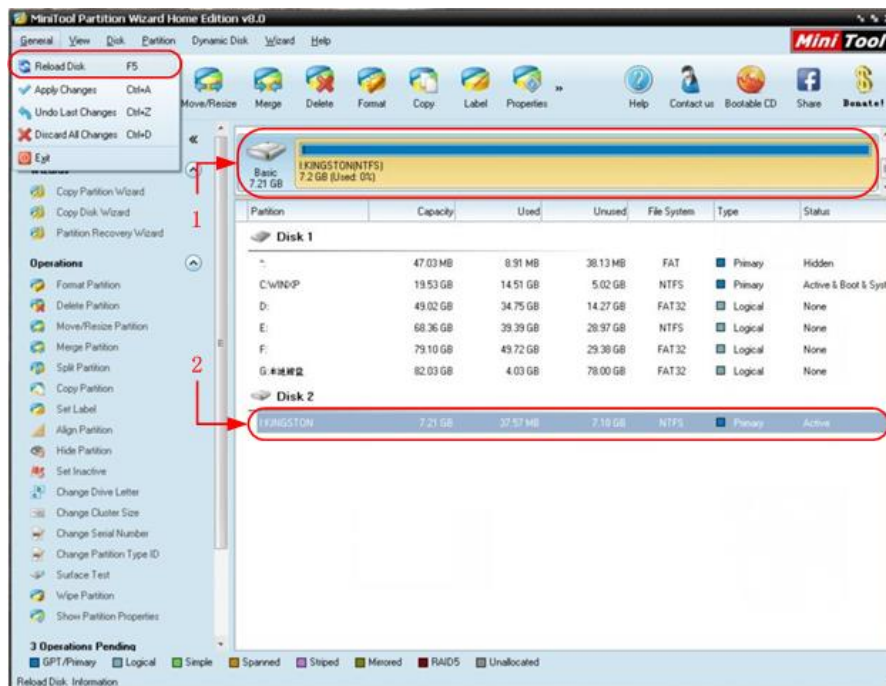 MiniTool Partition Wizard Home Edition v8.0
General View Disk Partition Dynamic Disk Wizard Help
Mini Tool
Reload Disk F5
Apply Changes Ctrl+A
Undo Last Changes Ctrl+Z
Discard All Changes Ctrl+D
Exit
Move/Resize Merge Delete Format Copy Label Properties » Help Contact us Bootable CD Share Donate!
«
1
Basic
7.21 GB
I:KINGSTON(NTFS)
7.2 GB (Used: 0%)
Copy Partition Wizard
Copy Disk Wizard
Partition Recovery Wizard
Operations
Format Partition
Delete Partition
Move/Resize Partition
Merge Partition
Split Partition
Copy Partition
Set Label
Align Partition
Hide Partition
Set Inactive
Change Drive Letter
Change Cluster Size
Change Serial Number
Change Partition Type ID
Surface Test
Wipe Partition
Show Partition Properties
3 Operations Pending
2
Partition Capacity Used Unused File System Type Status
Disk 1
*: 47.03 MB 8.91 MB 38.13 MB FAT Primary Hidden
C:WINXP 19.53 GB 14.51 GB 5.02 GB NTFS Primary Active & Boot & Syst
D: 49.02 GB 34.75 GB 14.27 GB FAT32 Logical None
E: 68.36 GB 39.39 GB 28.97 GB NTFS Logical None
F: 79.10 GB 49.72 GB 29.38 GB FAT32 Logical None
G:本地磁盘 82.03 GB 4.03 GB 78.00 GB FAT32 Logical None
Disk 2
I:KINGSTON 7.21 GB 37.57 MB 7.18 GB NTFS Primary Active
GPT/Primary Logical Simple Spanned Striped Mirrored RAID5 Unallocated
Reload Disk Information